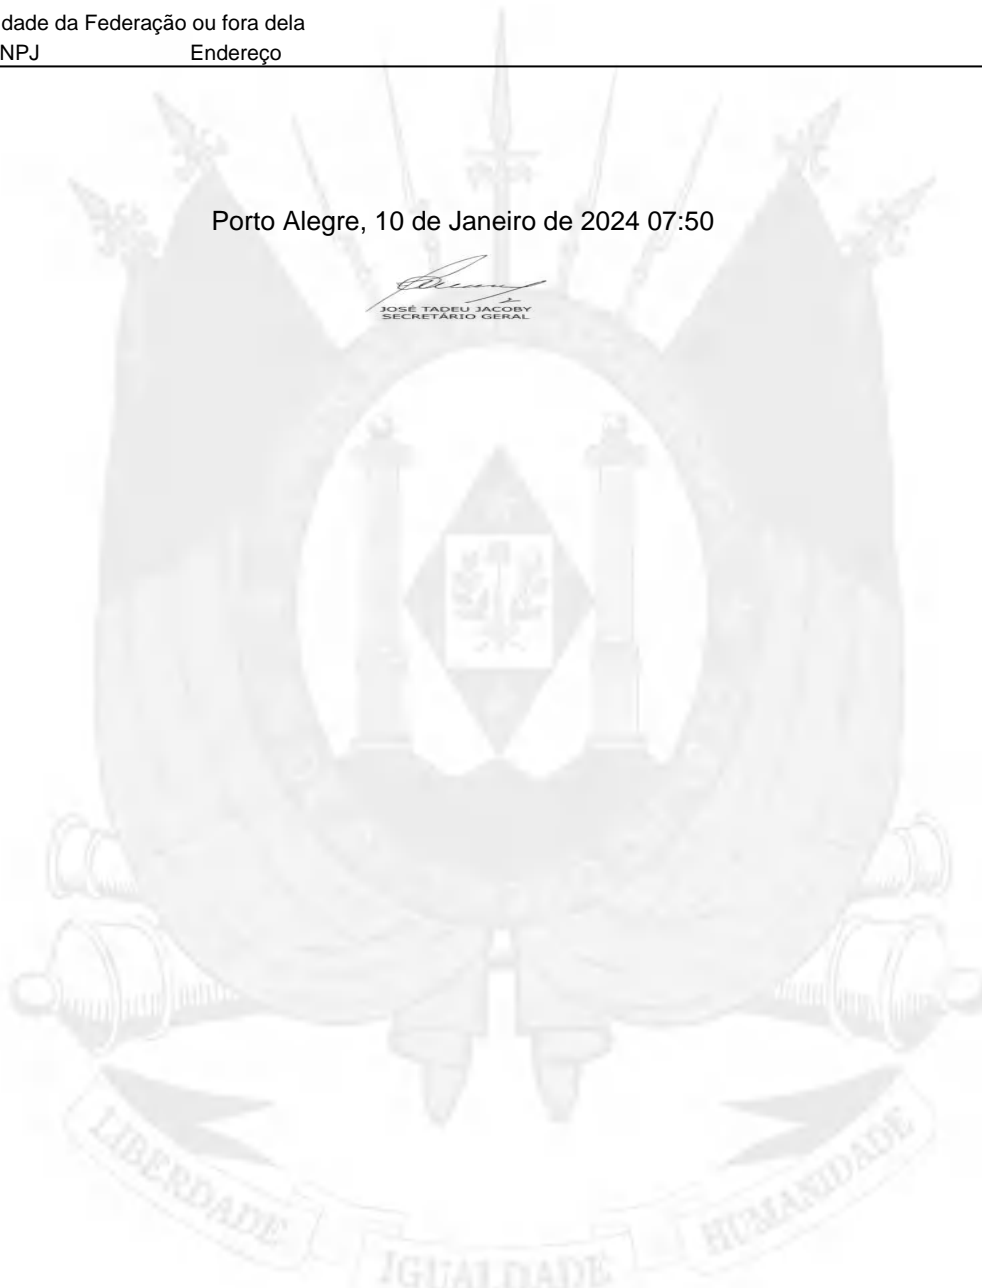 dade da Federação ou fora dela
NPJ Endereço
Porto Alegre, 10 de Janeiro de 2024 07:50
JOSÉ TADEU JACOBY
SECRETÁRIO GERAL
LIBERDADE
IGUALDADE
HUMANIDADE